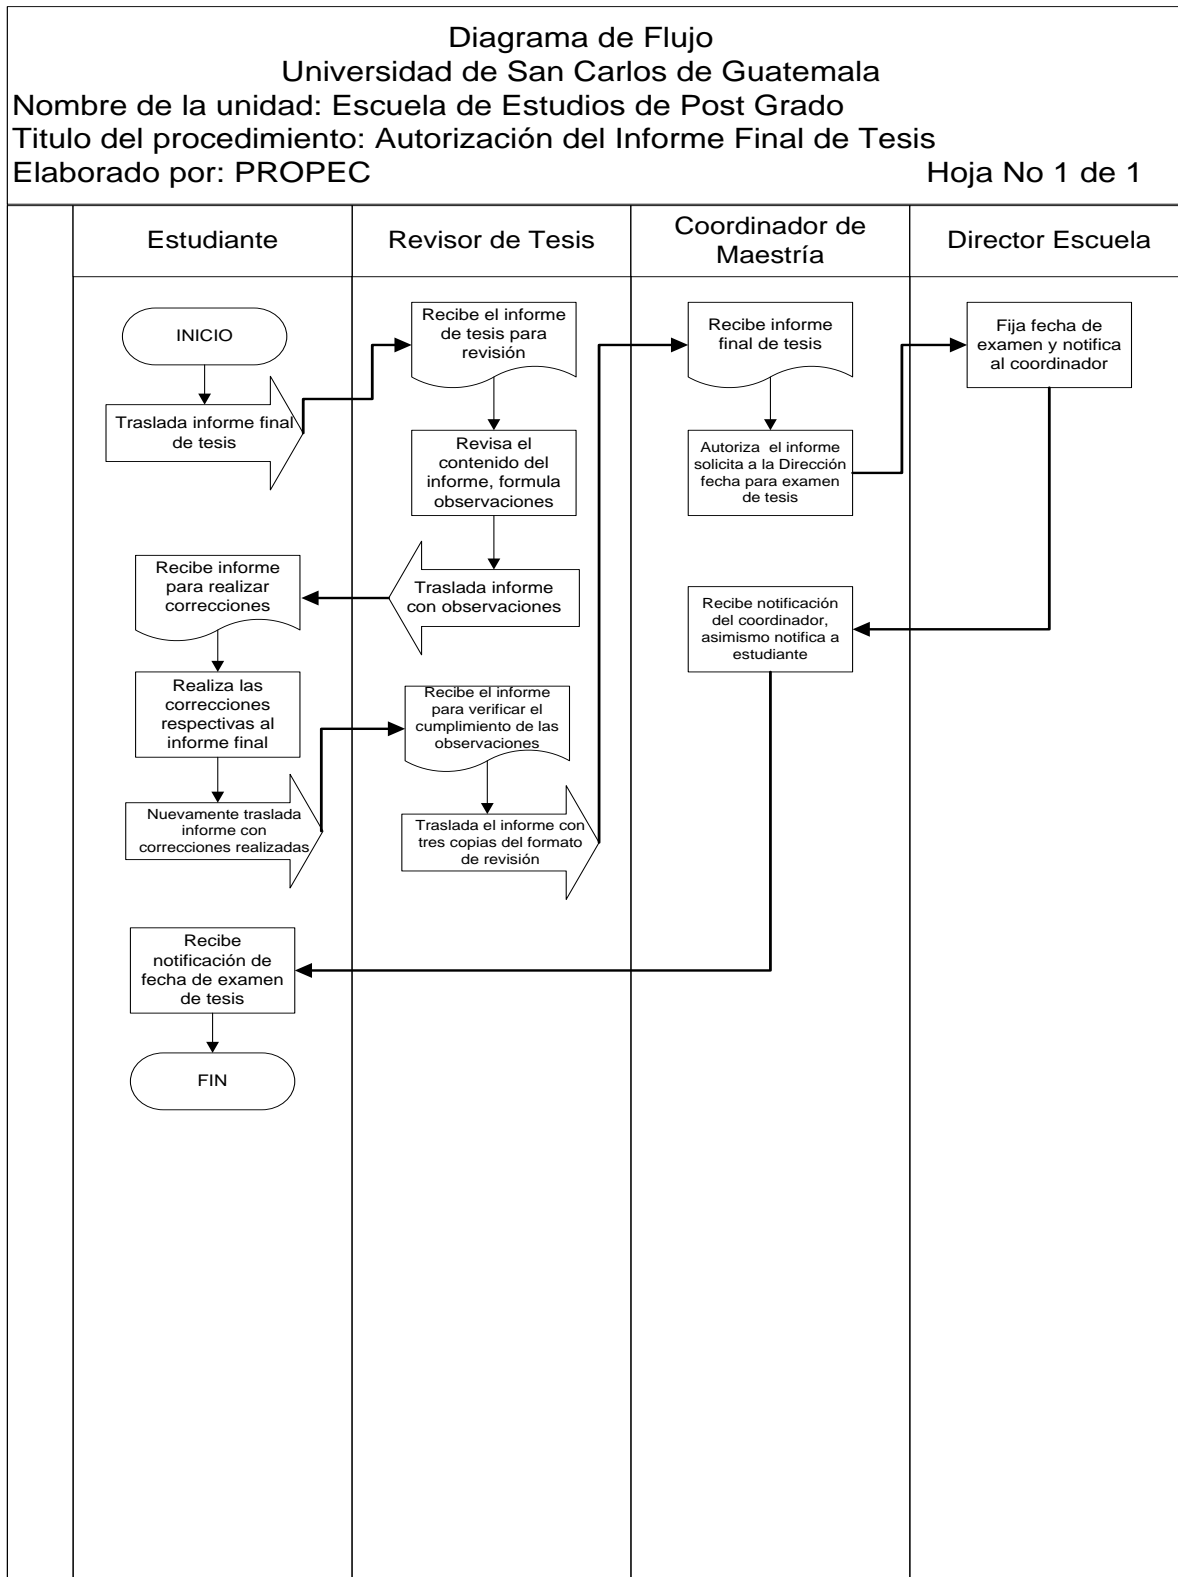 Diagrama de Flujo
Universidad de San Carlos de Guatemala
Nombre de la unidad: Escuela de Estudios de Post Grado
Titulo del procedimiento: Autorización del Informe Final de Tesis
Elaborado por: PROPEC Hoja No 1 de 1
Estudiante
Revisor de Tesis
Coordinador de
Maestría
Director Escuela
INICIO
Traslada informe final
de tesis
Recibe el informe
de tesis para
revisión
Revisa el
contenido del
informe, formula
observaciones
Traslada informe
con observaciones
Recibe informe
para realizar
correcciones
Realiza las
correcciones
respectivas al
informe final
Nuevamente traslada
informe con
correcciones realizadas
Recibe el informe
para verificar el
cumplimiento de las
observaciones
Traslada el informe con
tres copias del formato
de revisión
Recibe informe
final de tesis
Autoriza el informe
solicita a la Dirección
fecha para examen
de tesis
Fija fecha de
examen y notifica
al coordinador
Recibe notificación
del coordinador,
asimismo notifica a
estudiante
Recibe
notificación de
fecha de examen
de tesis
FIN